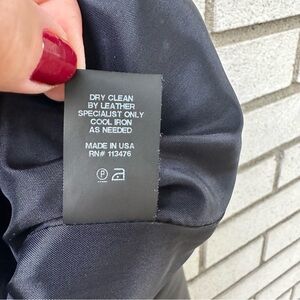 DRY CLEAN
BY LEATHER
SPECIALIST ONLY
COOL IRON
AS NEEDED
MADE IN USA
RN# 113476
P